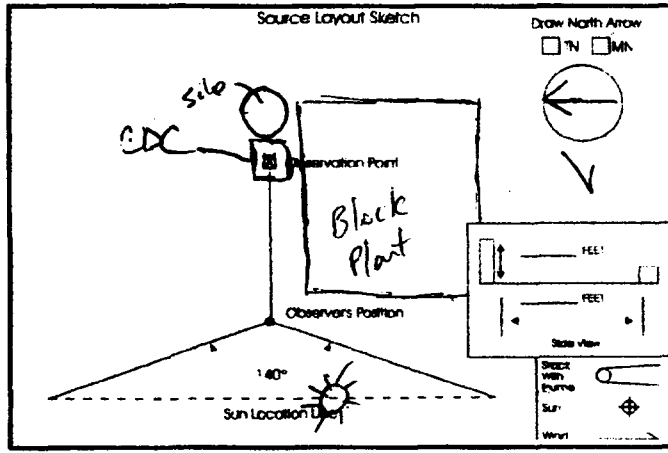 Source Layout Sketch
Draw North Arrow
TN MN
Silo
CDC
Observation Point
Block
Plant
FEET
FEET
Side View
Observers Position
140°
Sun Location Line
Stack
With
Plume
Sun
Wind